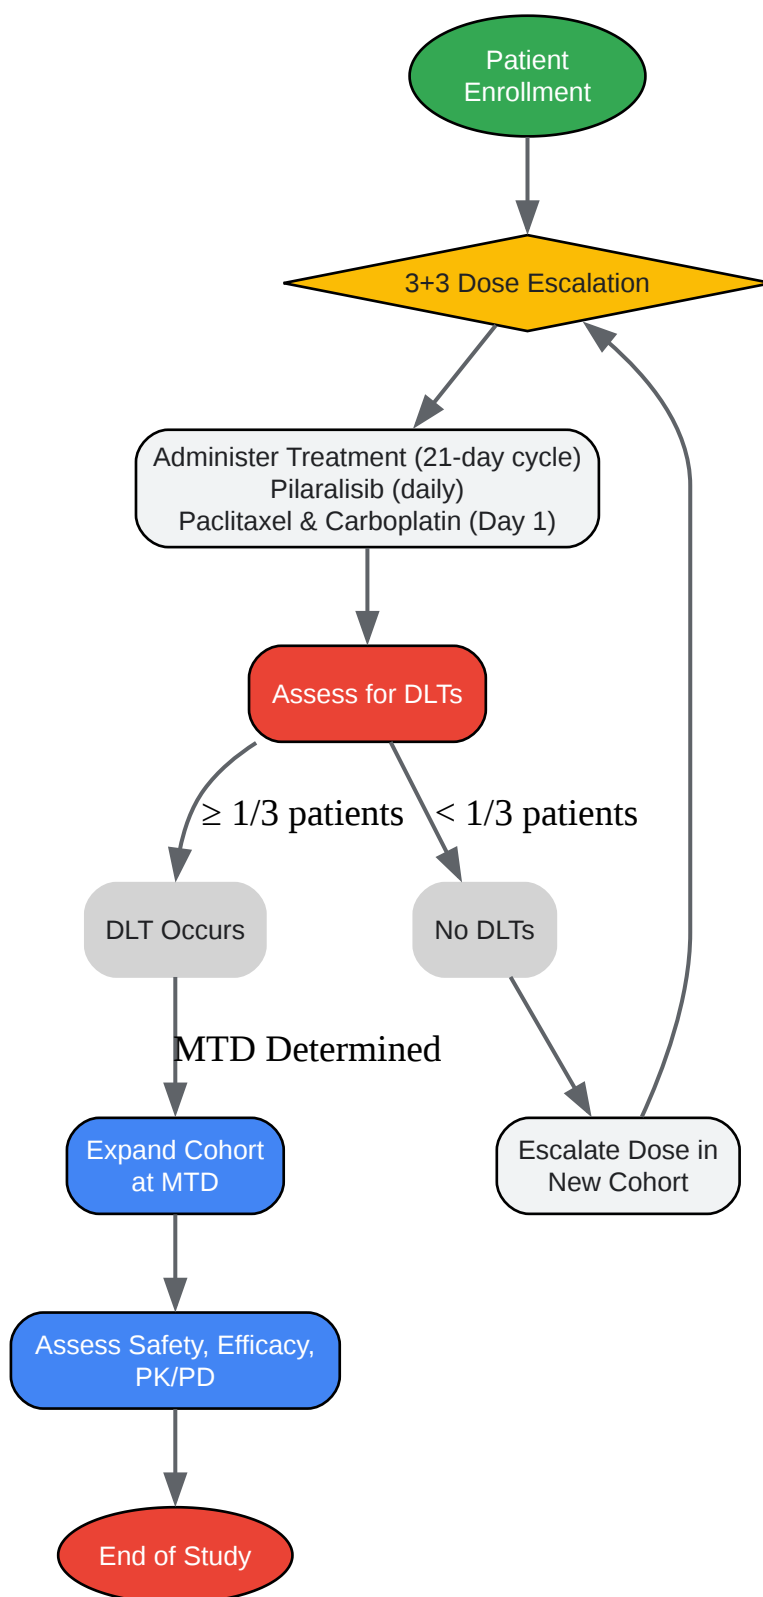 Patient
Enrollment
3+3 Dose Escalation
Administer Treatment (21-day cycle)
Pilaralisib (daily)
Paclitaxel & Carboplatin (Day 1)
Assess for DLTs
≥ 1/3 patients
< 1/3 patients
DLT Occurs
No DLTs
MTD Determined
Expand Cohort
at MTD
Escalate Dose in
New Cohort
Assess Safety, Efficacy,
PK/PD
End of Study